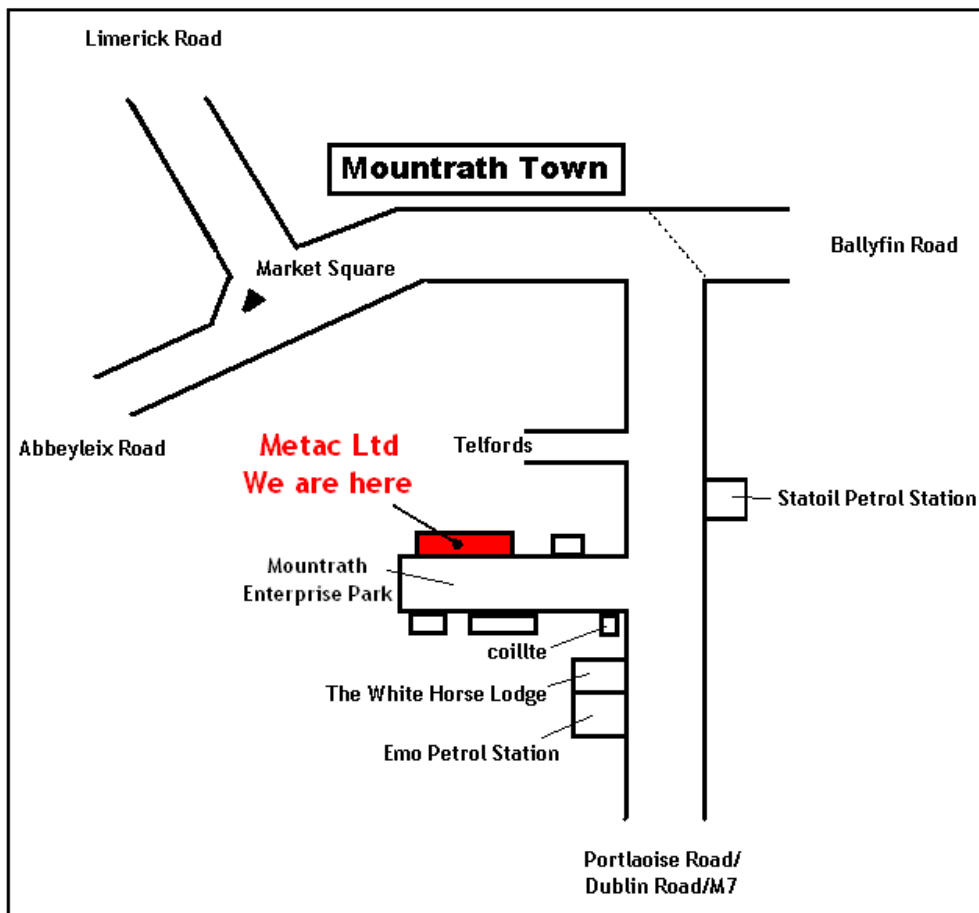 Limerick Road
Mountrath Town
Ballyfin Road
Market Square
Abbeyleix Road
Metac Ltd
We are here
Telfords
Statoil Petrol Station
Mountrath
Enterprise Park
coillte
The White Horse Lodge
Emo Petrol Station
Portlaoise Road/
Dublin Road/M7